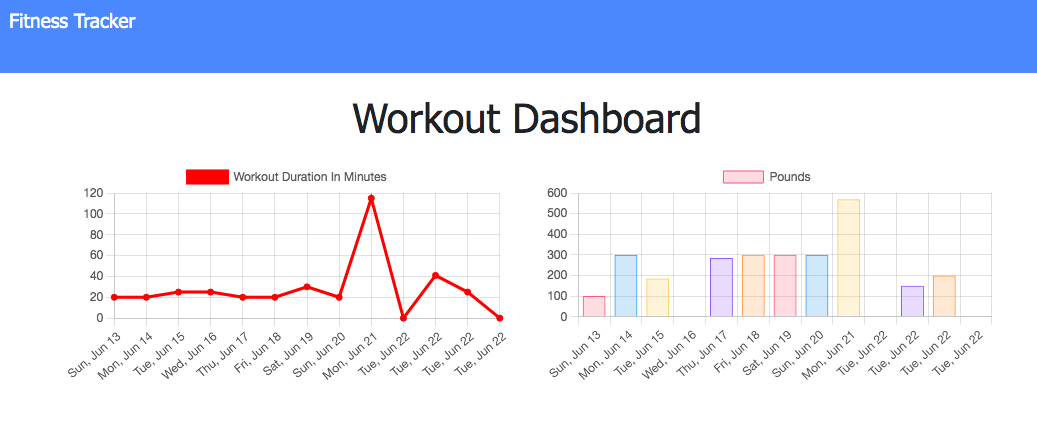 Fitness Tracker
Workout Dashboard
Workout Duration In Minutes
120
100
80
60
40
20
0
Sun, Jun 13
Mon, Jun 14
Tue, Jun 15
Wed, Jun 16
Thu, Jun 17
Fri, Jun 18
Sat, Jun 19
Sun, Jun 20
Mon, Jun 21
Tue, Jun 22
Tue, Jun 22
Tue, Jun 22
Tue, Jun 22
Pounds
600
500
400
300
200
100
0
Sun, Jun 13
Mon, Jun 14
Tue, Jun 15
Wed, Jun 16
Thu, Jun 17
Fri, Jun 18
Sat, Jun 19
Sun, Jun 20
Mon, Jun 21
Tue, Jun 22
Tue, Jun 22
Tue, Jun 22
Tue, Jun 22